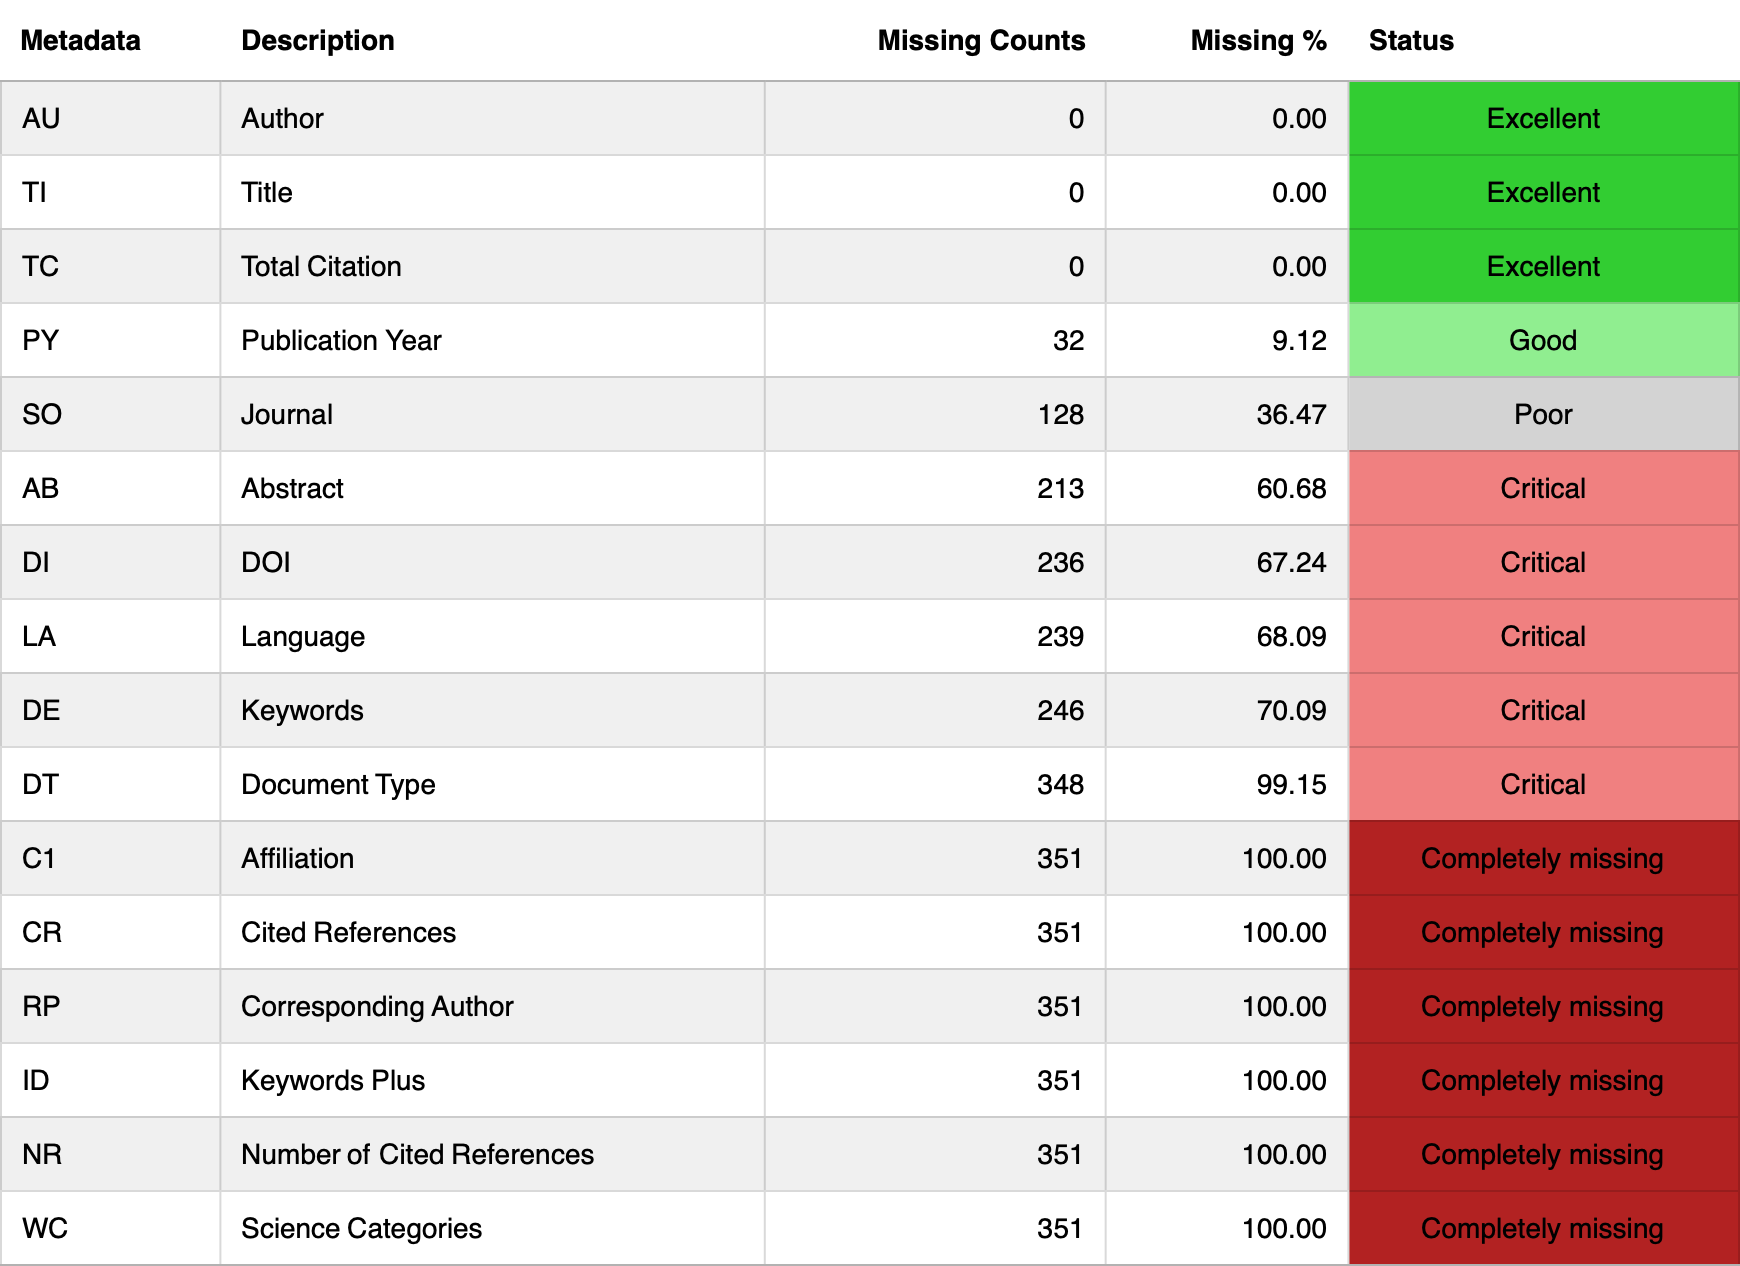 Metadata Description Missing Counts Missing % Status
AU Author 0 0.00 Excellent
TI Title 0 0.00 Excellent
TC Total Citation 0 0.00 Excellent
PY Publication Year 32 9.12 Good
SO Journal 128 36.47 Poor
AB Abstract 213 60.68 Critical
DI DOI 236 67.24 Critical
LA Language 239 68.09 Critical
DE Keywords 246 70.09 Critical
DT Document Type 348 99.15 Critical
C1 Affiliation 351 100.00 Completely missing
CR Cited References 351 100.00 Completely missing
RP Corresponding Author 351 100.00 Completely missing
ID Keywords Plus 351 100.00 Completely missing
NR Number of Cited References 351 100.00 Completely missing
WC Science Categories 351 100.00 Completely missing